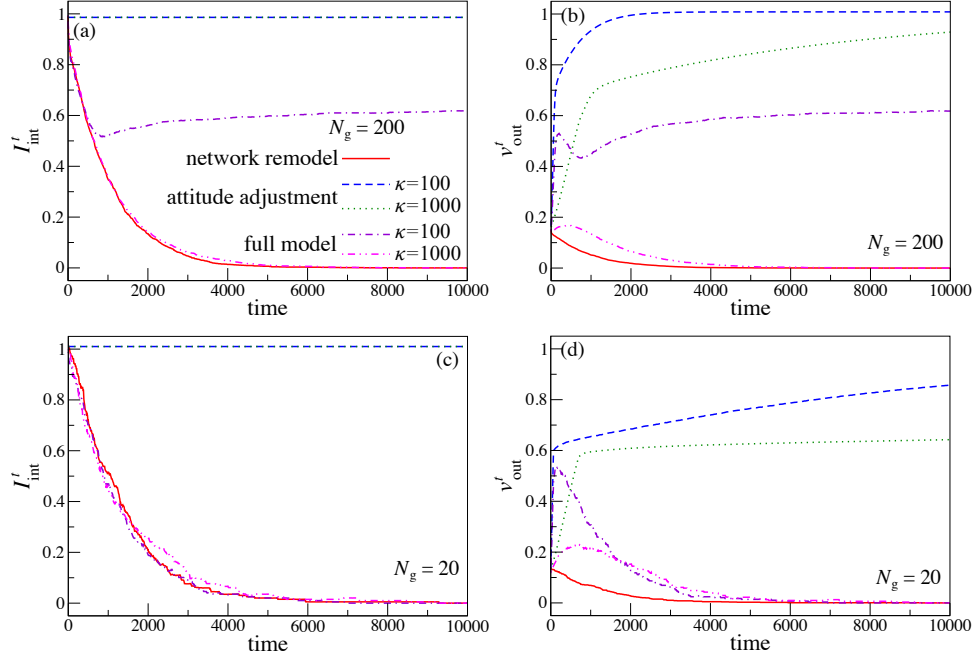 (a)
1
0.8
0.6
0.4
0.2
0
I^t_int
N_g = 200
network remodel
attitude adjustment
κ=100
κ=1000
full model
κ=100
κ=1000
0 2000 4000 6000 8000 10000
time
(b)
1
0.8
0.6
0.4
0.2
0
v^t_out
N_g = 200
0 2000 4000 6000 8000 10000
time
(c)
1
0.8
0.6
0.4
0.2
0
I^t_int
N_g = 20
0 2000 4000 6000 8000 10000
time
(d)
1
0.8
0.6
0.4
0.2
0
v^t_out
N_g = 20
0 2000 4000 6000 8000 10000
time